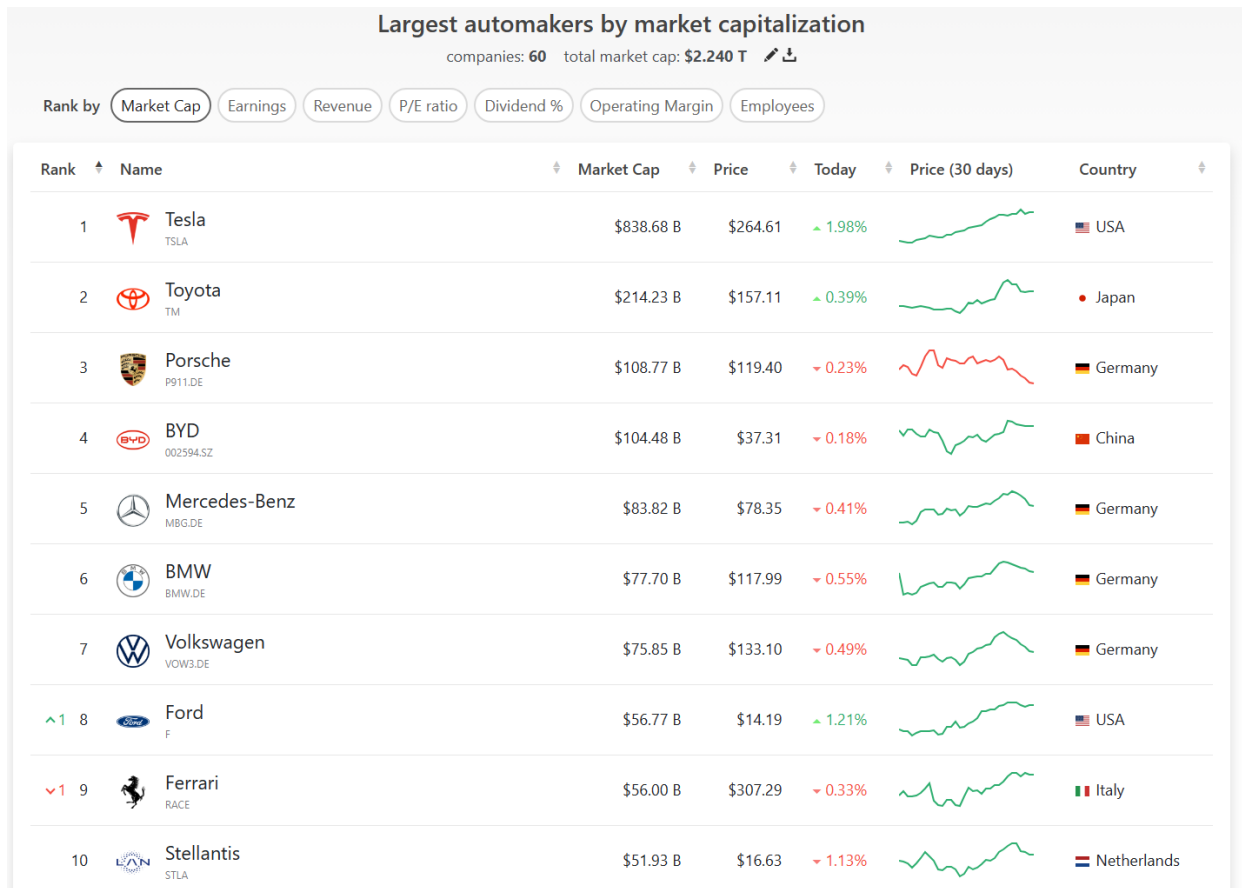 Largest automakers by market capitalization
companies: 60 total market cap: $2.240 T
Rank by Market Cap Earnings Revenue P/E ratio Dividend % Operating Margin Employees
Rank Name Market Cap Price Today Price (30 days) Country
1 Tesla $838.68 B $264.61 1.98% USA
TSLA
2 Toyota $214.23 B $157.11 0.39% Japan
TM
3 Porsche $108.77 B $119.40 0.23% Germany
P911.DE
4 BYD BYD $104.48 B $37.31 0.18% China
002594.SZ
5 Mercedes-Benz $83.82 B $78.35 0.41% Germany
MBG.DE
6 BMW BMW $77.70 B $117.99 0.55% Germany
BMW.DE
7 Volkswagen $75.85 B $133.10 0.49% Germany
VOW3.DE
1 8 Ford Ford $56.77 B $14.19 1.21% USA
F
1 9 Ferrari $56.00 B $307.29 0.33% Italy
RACE
10 Stellantis $51.93 B $16.63 1.13% Netherlands
STLA